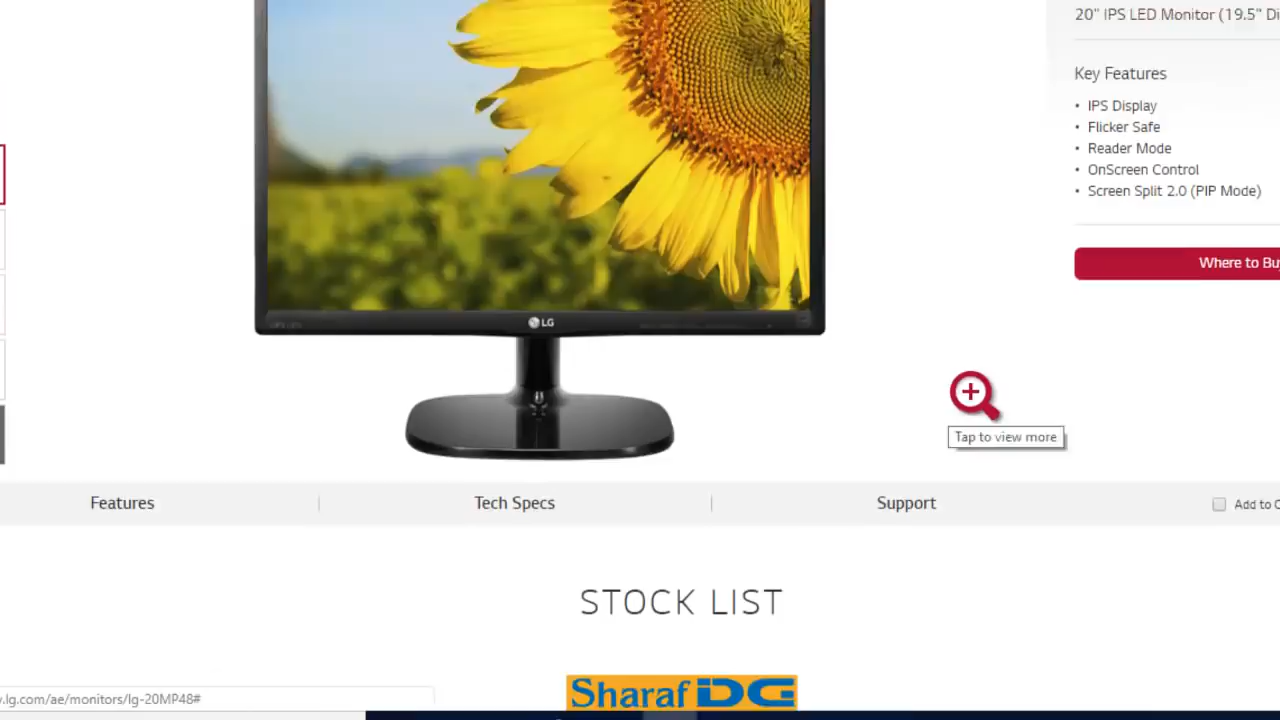 20" IPS LED Monitor (19.5" Di
Key Features
• IPS Display
• Flicker Safe
• Reader Mode
• OnScreen Control
• Screen Split 2.0 (PIP Mode)
Where to Bu
LG
Tap to view more
Features
Tech Specs
Support
Add to C
STOCK LIST
.lg.com/ae/monitors/lg-20MP48#
Sharaf DG